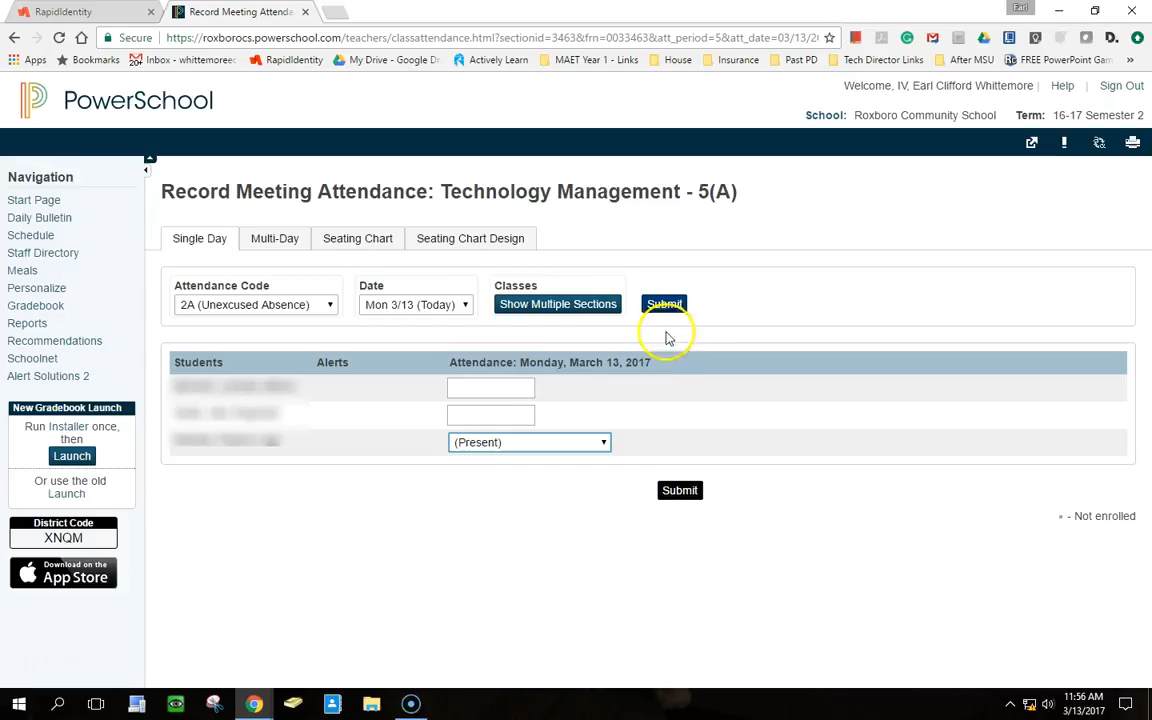 RapidIdentity
Record Meeting Attenda
Earl
Secure
https://roxborocs.powerschool.com/teachers/classattendance.html?sectionid=3463&frn=0033463&att_period=5&att_date=03/13/2
Apps
Bookmarks
Inbox - whittemoreec
RapidIdentity
My Drive - Google Dr
Actively Learn
MAET Year 1 - Links
House
Insurance
Past PD
Tech Director Links
After MSU
FREE PowerPoint Gam
PowerSchool
Welcome, IV, Earl Clifford Whittemore | Help | Sign Out
School: Roxboro Community School Term: 16-17 Semester 2
Navigation
Start Page
Daily Bulletin
Schedule
Staff Directory
Meals
Personalize
Gradebook
Reports
Recommendations
Schoolnet
Alert Solutions 2
New Gradebook Launch
Run Installer once,
then
Launch
Or use the old
Launch
District Code
XNQM
Download on the
App Store
Record Meeting Attendance: Technology Management - 5(A)
Single Day
Multi-Day
Seating Chart
Seating Chart Design
Attendance Code
Date
Classes
2A (Unexcused Absence)
Mon 3/13 (Today)
Show Multiple Sections
Submit
Students
Alerts
Attendance: Monday, March 13, 2017
(Present)
Submit
- Not enrolled
11:56 AM
3/13/2017